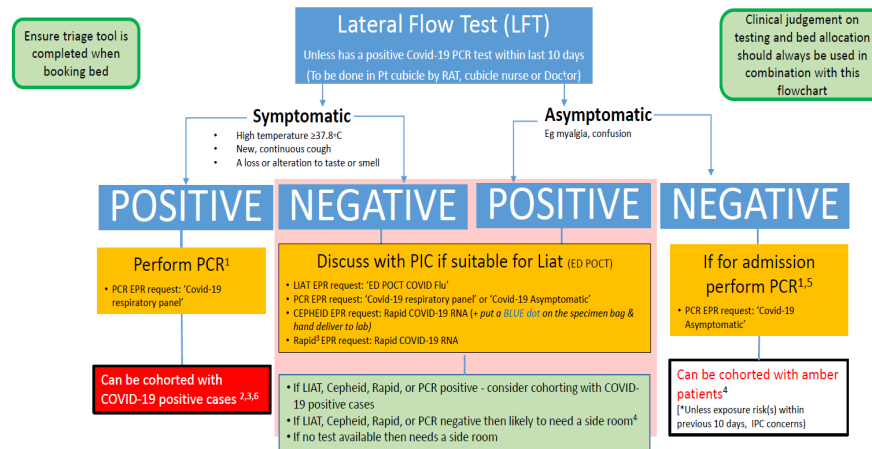 Ensure triage tool is
completed when
booking bed
Lateral Flow Test (LFT)
Unless has a positive Covid-19 PCR test within last 10 days
(To be done in Pt cubicle by RAT, cubicle nurse or Doctor)
Clinical judgement on
testing and bed allocation
should always be used in
combination with this
flowchart
Symptomatic
• High temperature ≥37.8ºC
• New, continuous cough
• A loss or alteration to taste or smell
Asymptomatic
Eg myalgia, confusion
POSITIVE
NEGATIVE
POSITIVE
NEGATIVE
Perform PCR¹
• PCR EPR request: ‘Covid-19
respiratory panel’
Discuss with PIC if suitable for Liat (ED POCT)
• LIAT EPR request: ‘ED POCT COVID Flu’
• PCR EPR request: ‘Covid-19 respiratory panel’ or ‘Covid-19 Asymptomatic’
• CEPHEID EPR request: Rapid COVID-19 RNA (+ put a BLUE dot on the specimen bag &
hand deliver to lab)
• Rapid³ EPR request: Rapid COVID-19 RNA
If for admission
perform PCR¹,⁵
• PCR EPR request: ‘Covid-19
Asymptomatic’
Can be cohorted with
COVID-19 positive cases ²,³,⁶
• If LIAT, Cepheid, Rapid, or PCR positive - consider cohorting with COVID-
19 positive cases
• If LIAT, Cepheid, Rapid, or PCR negative then likely to need a side room⁴
• If no test available then needs a side room
Can be cohorted with amber
patients⁴
[*Unless exposure risk(s) within
previous 10 days, IPC concerns)